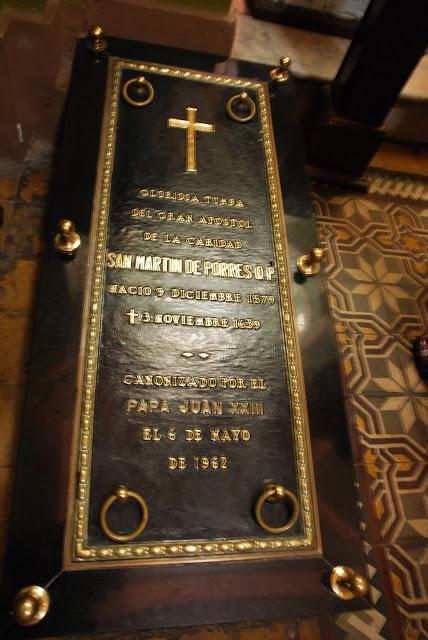 GLORIOSA TUMBA
DEL GRAN APOSTOL
DE LA CARIDAD
SAN MARTIN DE PORRES O.P.
NACIO 9 DICIEMBRE 1579
✝ 3 NOVIEMBRE 1639
CANONIZADO POR EL
PAPA JUAN XXIII
EL 6 DE MAYO
DE 1962